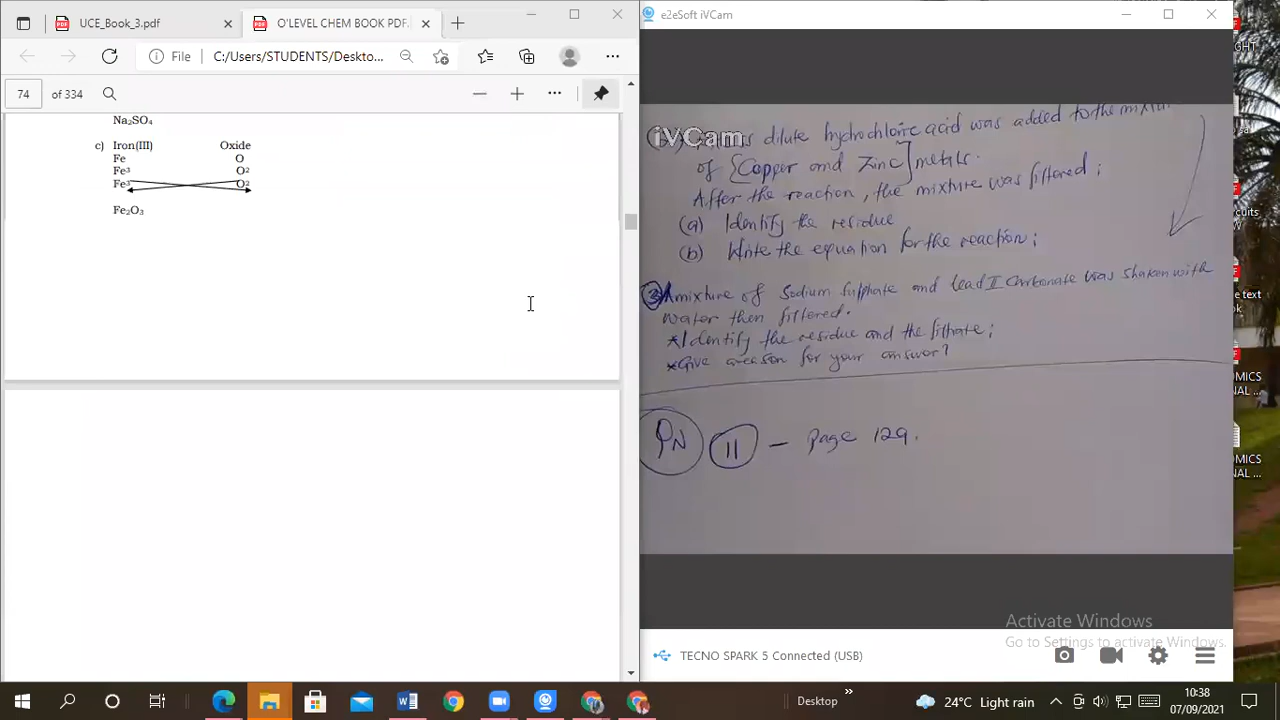 UCE_Book_3.pdf
O'LEVEL CHEM BOOK PDF.
File
C:/Users/STUDENTS/Deskto...
74 of 334
Na₂SO₄
c) Iron(III) Oxide
Fe O
Fe³ O²
Fe³ O²
Fe₂O₃
e2eSoft iVCam
iVCam
dilute hydrochloric acid was added to the
of [Copper and Zinc] metals.
After the reaction, the mixture was filtered;
(a) Identify the residue
(b) Write the equation for the reaction;
3 A mixture of Sodium sulphate and lead II Carbonate was shaken with
water then filtered.
*Identify the residue and the filtrate;
*Give a reason for your answer?
PN 11 - page 129.
Activate Windows
Go to Settings to activate Windows.
TECNO SPARK 5 Connected (USB)
Desktop
24°C Light rain
10:38
07/09/2021